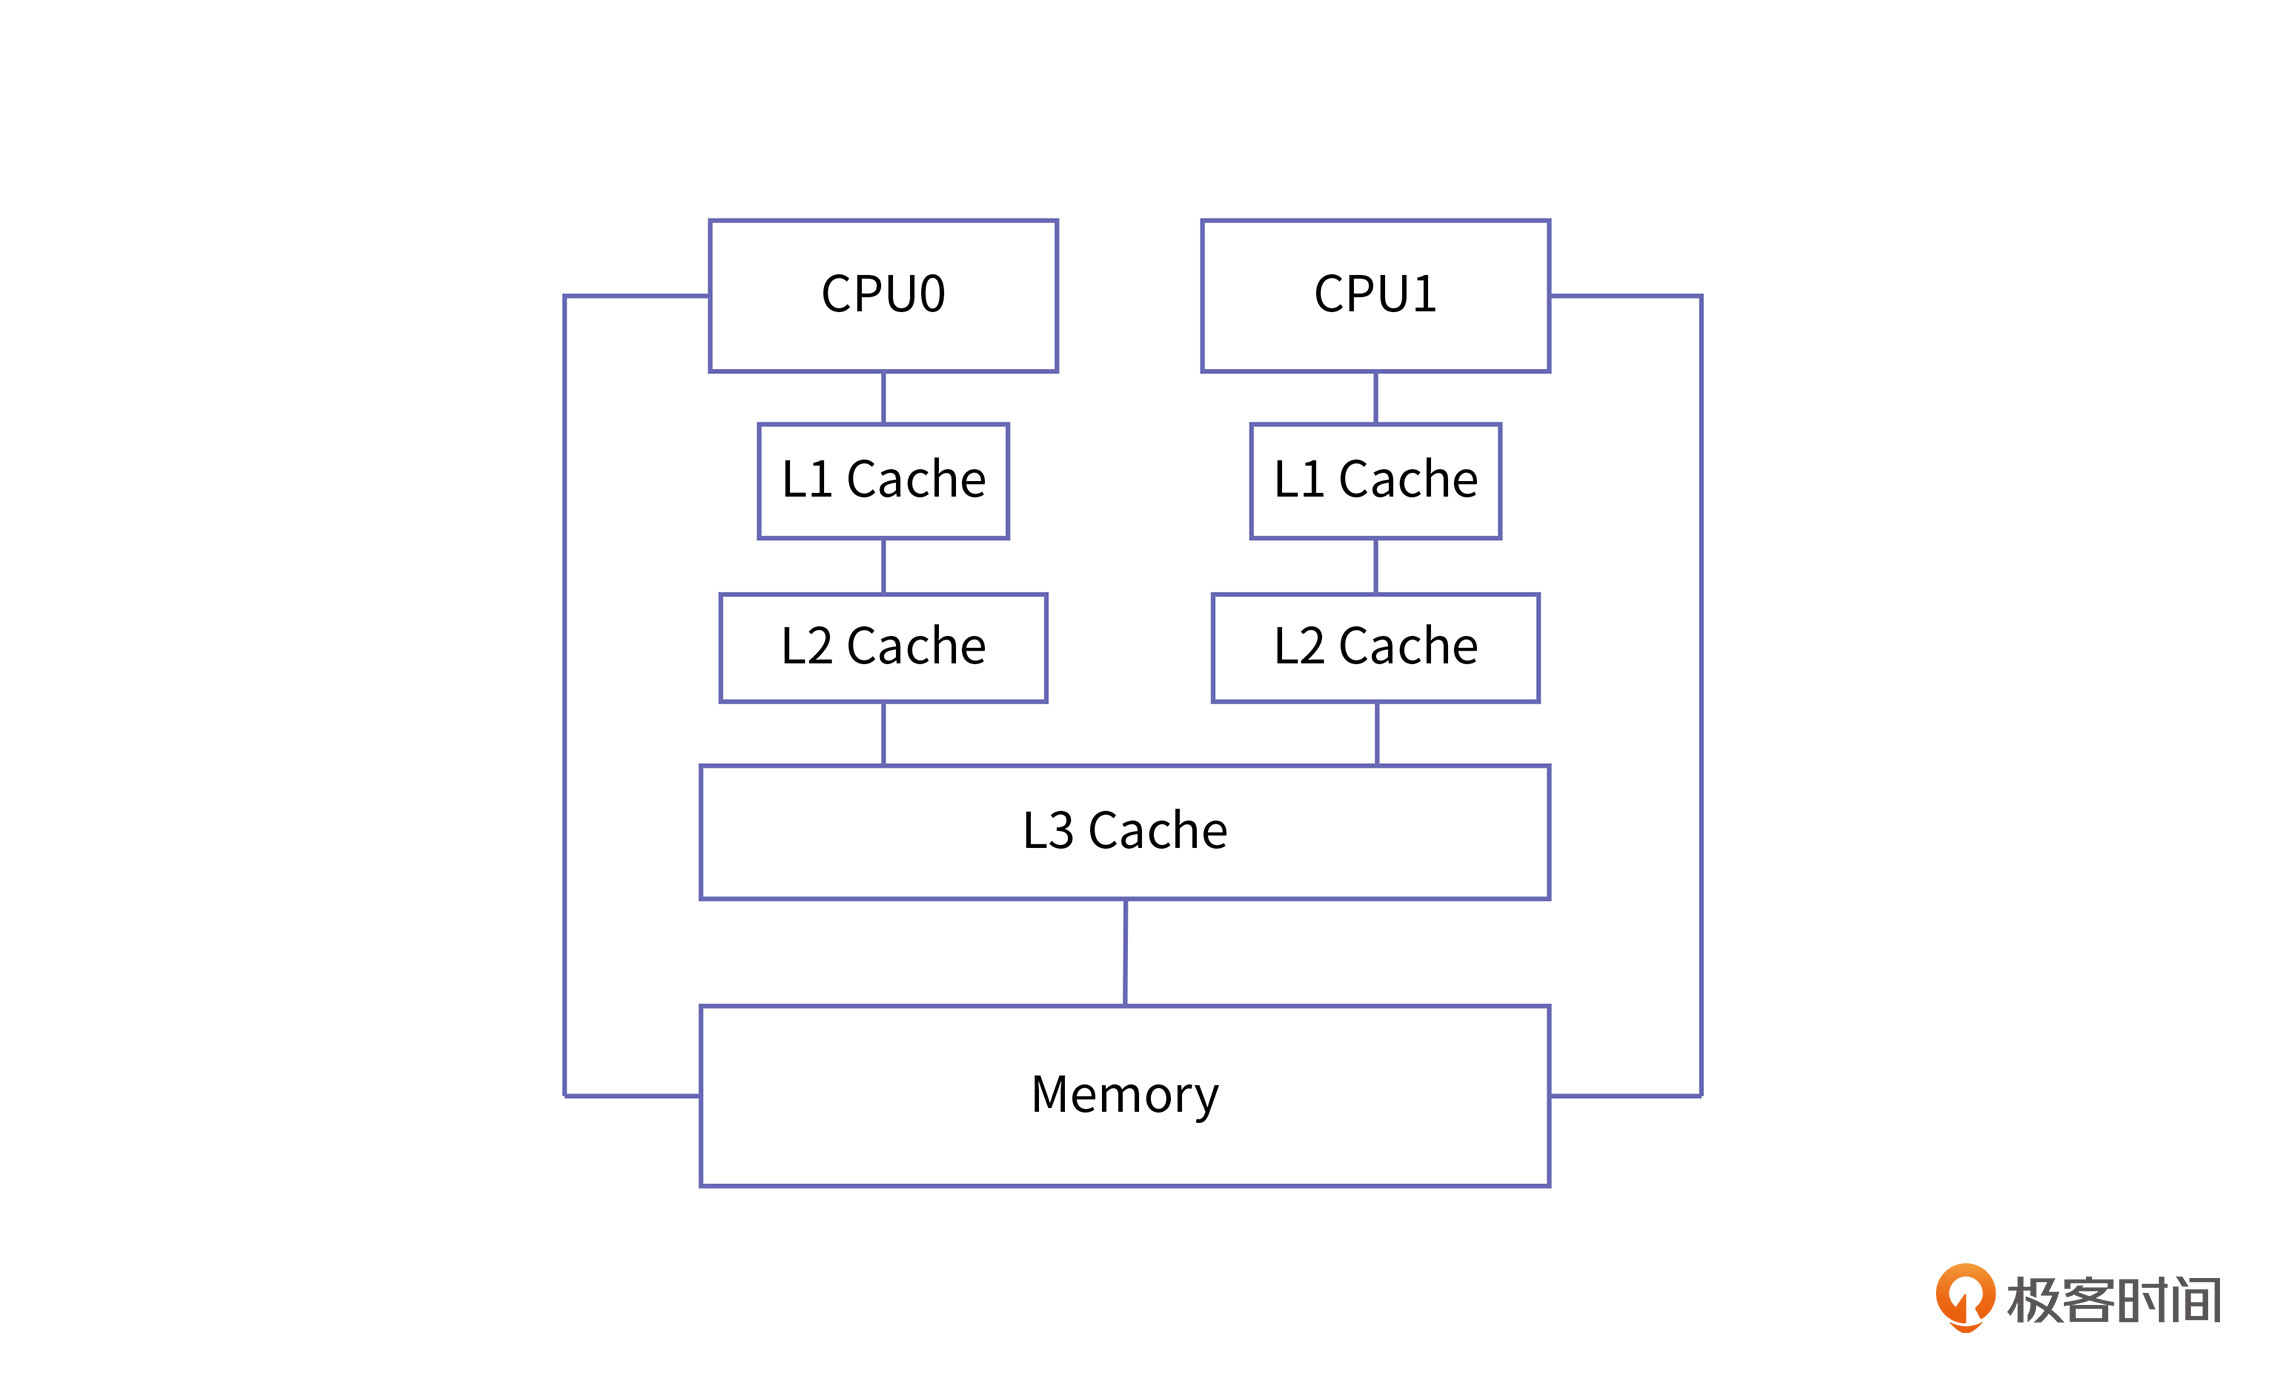 CPU0
CPU1
L1 Cache
L1 Cache
L2 Cache
L2 Cache
L3 Cache
Memory
极客时间